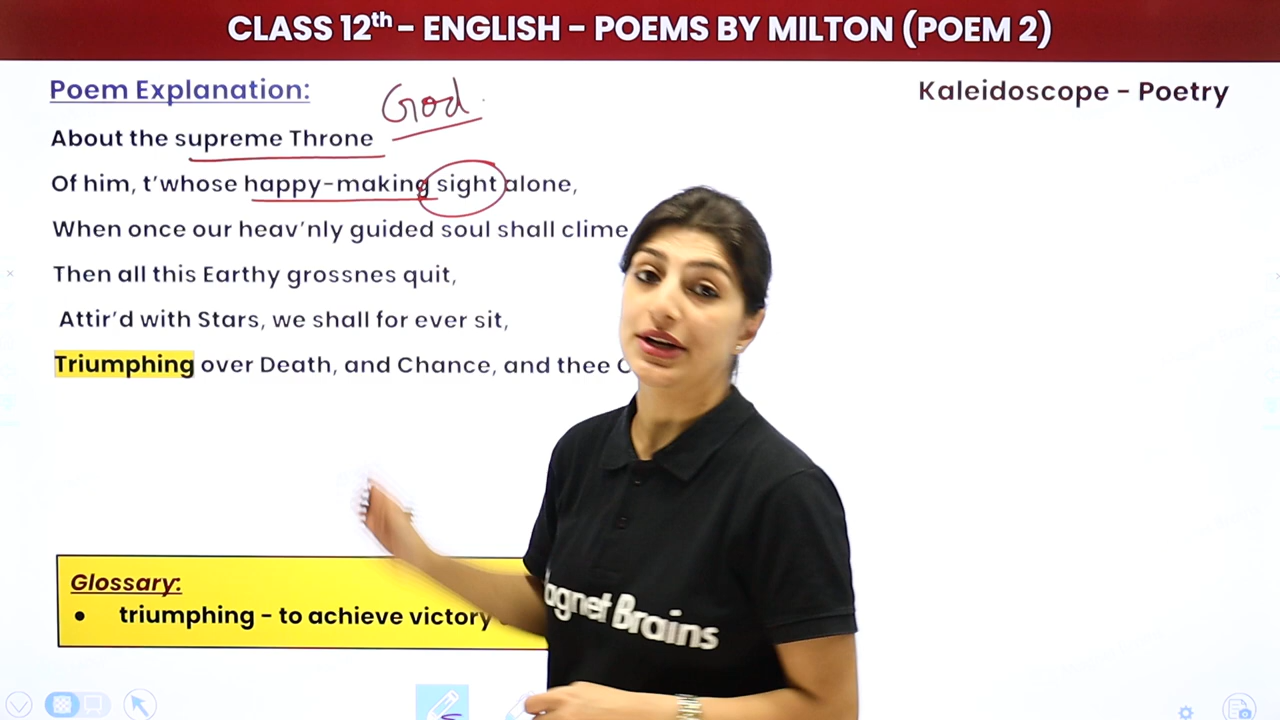 CLASS 12th - ENGLISH - POEMS BY MILTON (POEM 2)
Poem Explanation:
God
Kaleidoscope - Poetry
About the supreme Throne
Of him, t'whose happy-making sight alone,
When once our heav'nly guided soul shall clime
Then all this Earthy grossnes quit,
Attir'd with Stars, we shall for ever sit,
Triumphing over Death, and Chance, and thee
Glossary:
● triumphing - to achieve victory
Brains